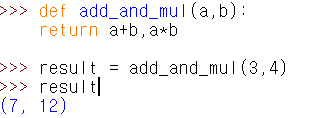 >>> def add_and_mul(a,b):
    return a+b,a*b
>>> result = add_and_mul(3,4)
>>> result
(7, 12)